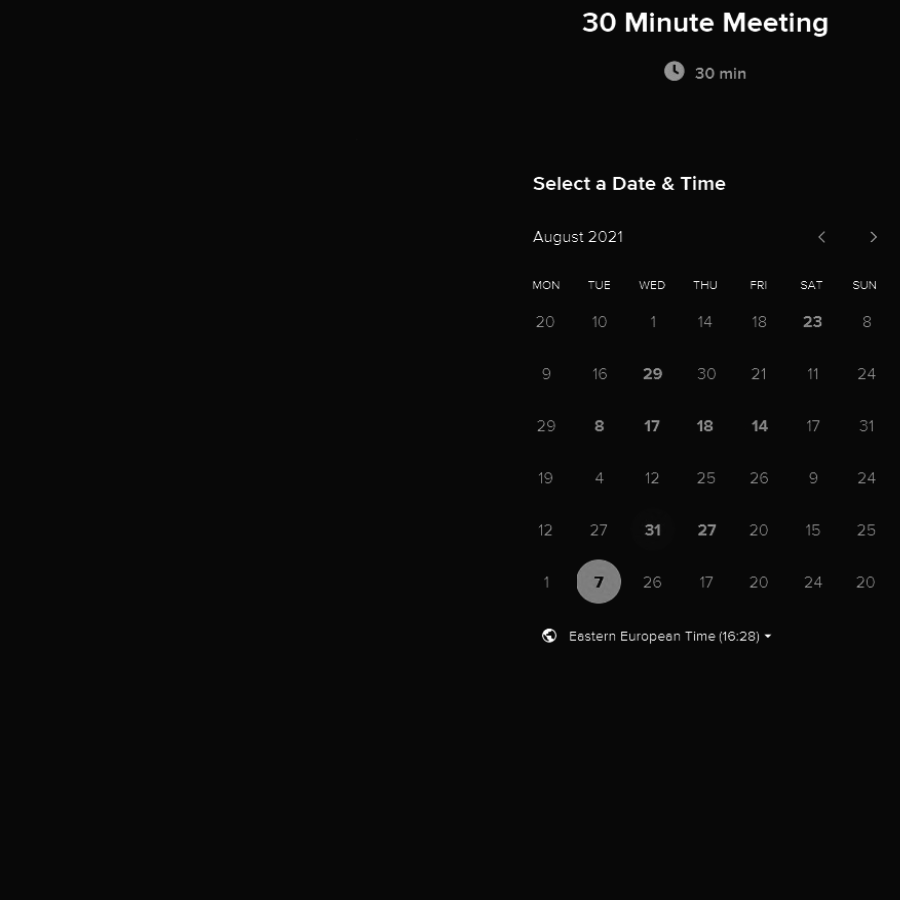 30 Minute Meeting
30 min
Select a Date & Time
August 2021
MON TUE WED THU FRI SAT SUN
20 10 1 14 18 23 8
9 16 29 30 21 11 24
29 8 17 18 14 17 31
19 4 12 25 26 9 24
12 27 31 27 20 15 25
1 7 26 17 20 24 20
Eastern European Time (16:28)